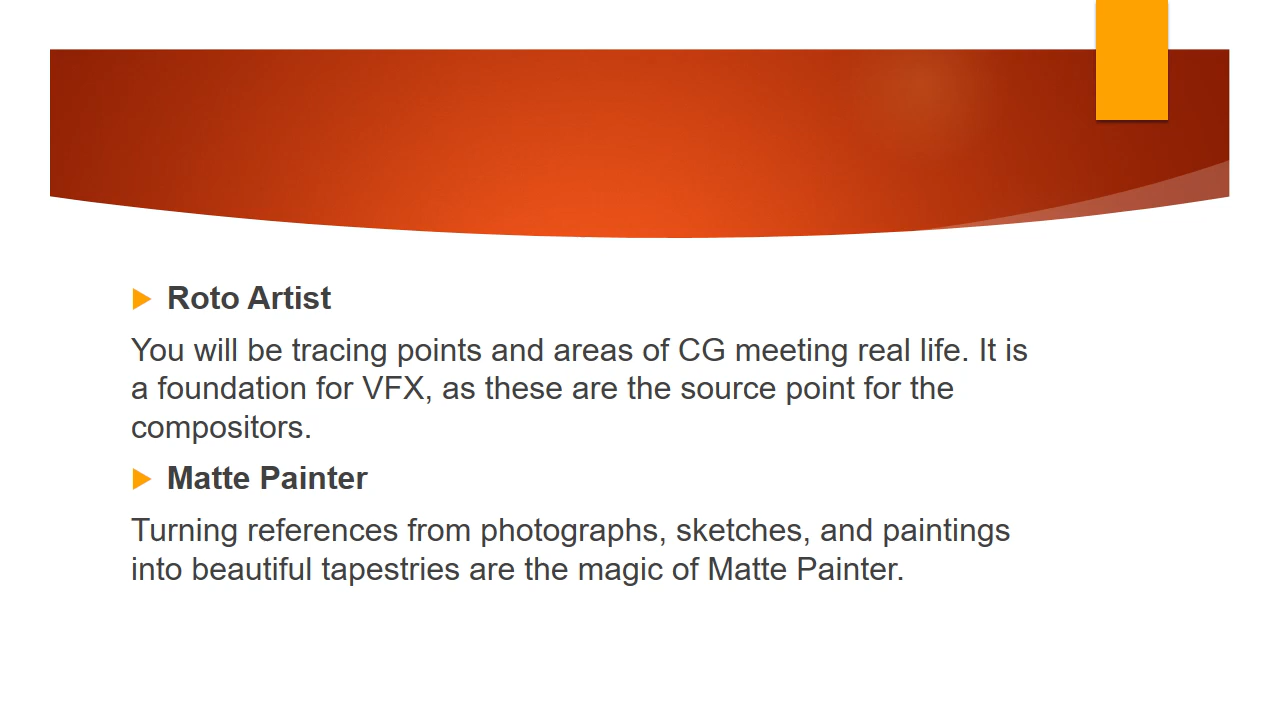 Roto Artist
You will be tracing points and areas of CG meeting real life. It is
a foundation for VFX, as these are the source point for the
compositors.
Matte Painter
Turning references from photographs, sketches, and paintings
into beautiful tapestries are the magic of Matte Painter.